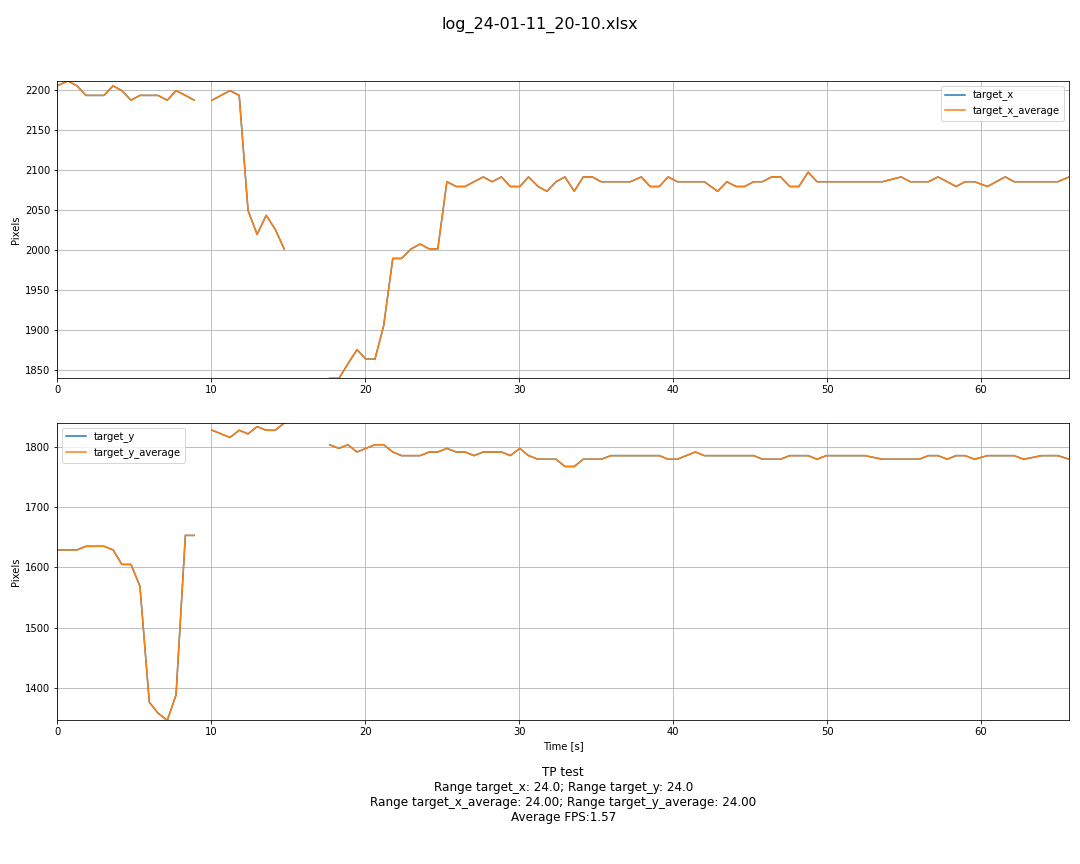 log_24-01-11_20-10.xlsx
2200
2150
2100
2050
2000
1950
1900
1850
Pixels
target_x
target_x_average
0 10 20 30 40 50 60
1800
1700
1600
1500
1400
Pixels
target_y
target_y_average
0 10 20 30 40 50 60
Time [s]
TP test
Range target_x: 24.0; Range target_y: 24.0
Range target_x_average: 24.00; Range target_y_average: 24.00
Average FPS:1.57